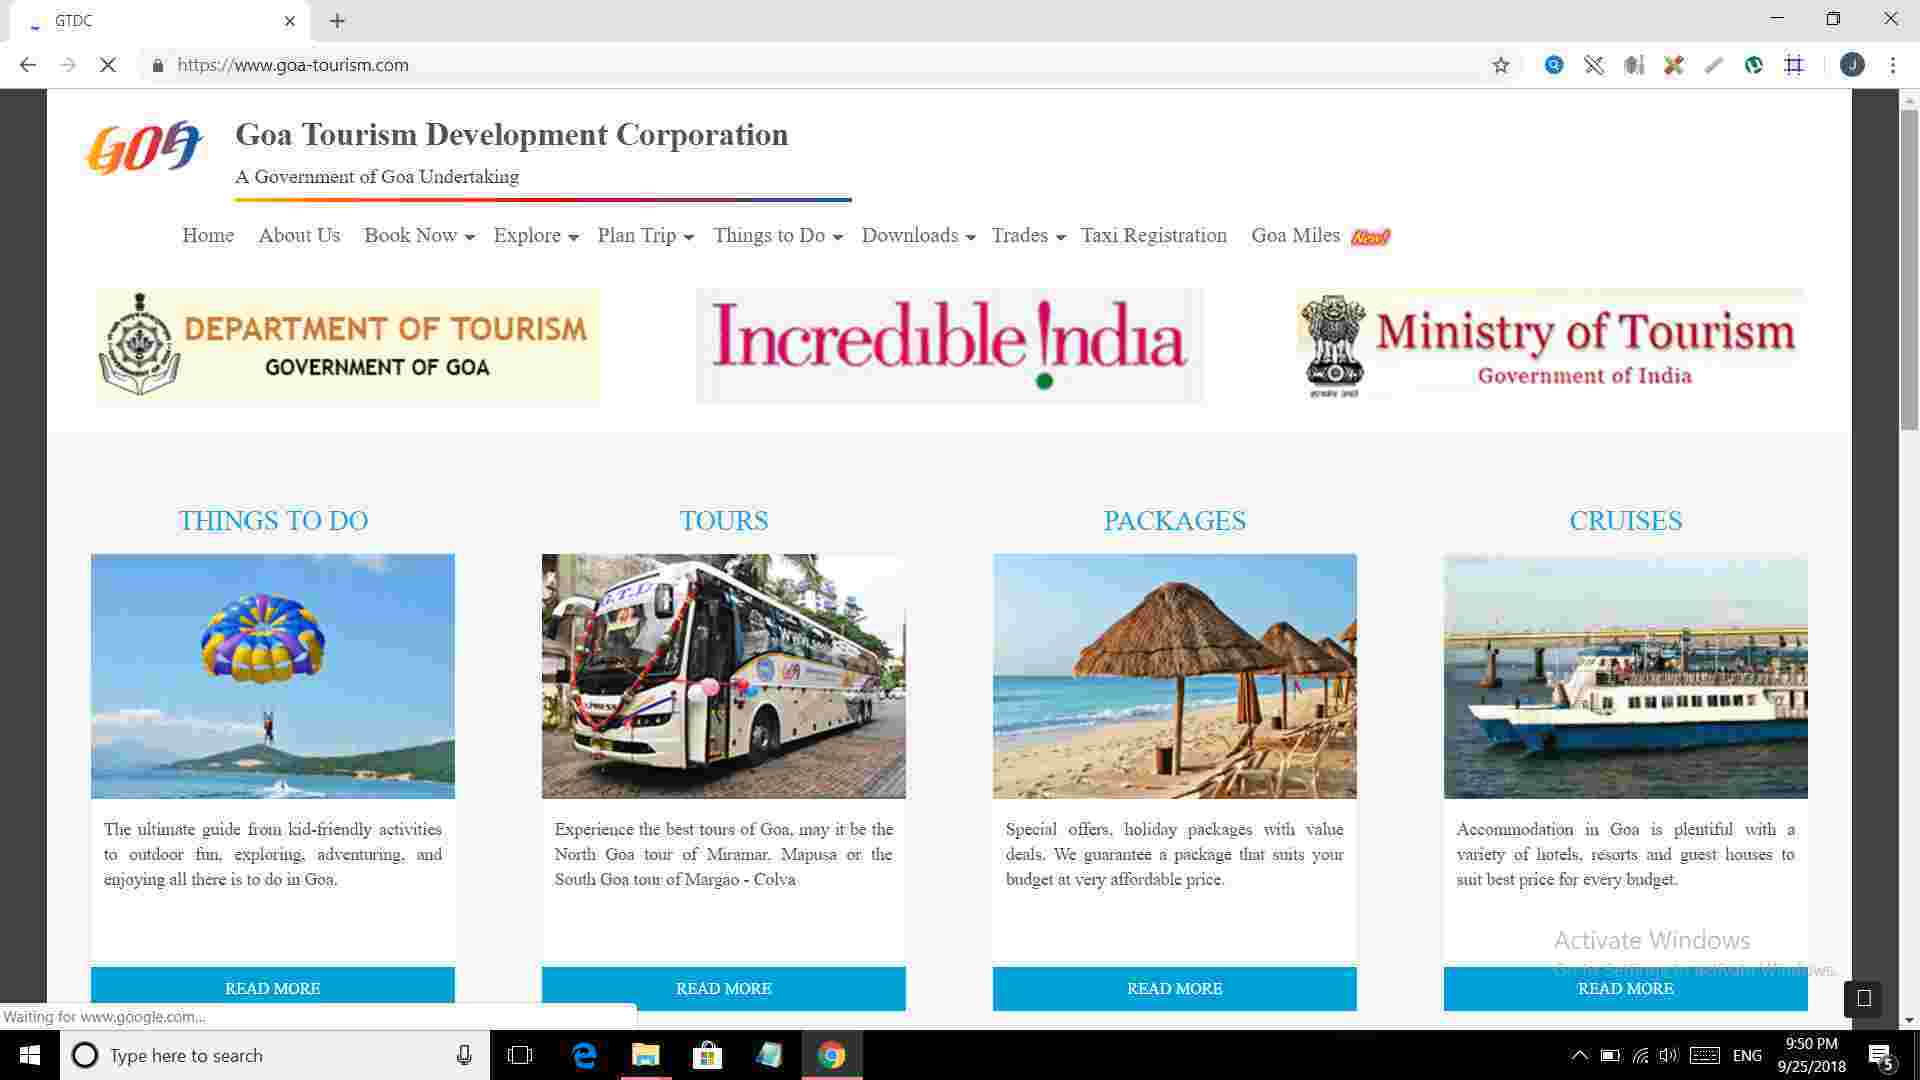 GTDC
https://www.goa-tourism.com
J
GOA
Goa Tourism Development Corporation
A Government of Goa Undertaking
Home About Us Book Now Explore Plan Trip Things to Do Downloads Trades Taxi Registration Goa Miles New!
DEPARTMENT OF TOURISM
GOVERNMENT OF GOA
Incredible !ndia
Ministry of Tourism
Government of India
THINGS TO DO
The ultimate guide from kid-friendly activities
to outdoor fun, exploring, adventuring, and
enjoying all there is to do in Goa.
READ MORE
TOURS
G.T.D
GOA
Experience the best tours of Goa, may it be the
North Goa tour of Miramar, Mapusa or the
South Goa tour of Margao - Colva
READ MORE
PACKAGES
Special offers, holiday packages with value
deals. We guarantee a package that suits your
budget at very affordable price.
READ MORE
CRUISES
Accommodation in Goa is plentiful with a
variety of hotels, resorts and guest houses to
suit best price for every budget.
READ MORE
Activate Windows
Go to Settings to activate Windows.
Waiting for www.google.com...
Type here to search
ENG
9:50 PM
9/25/2018
5